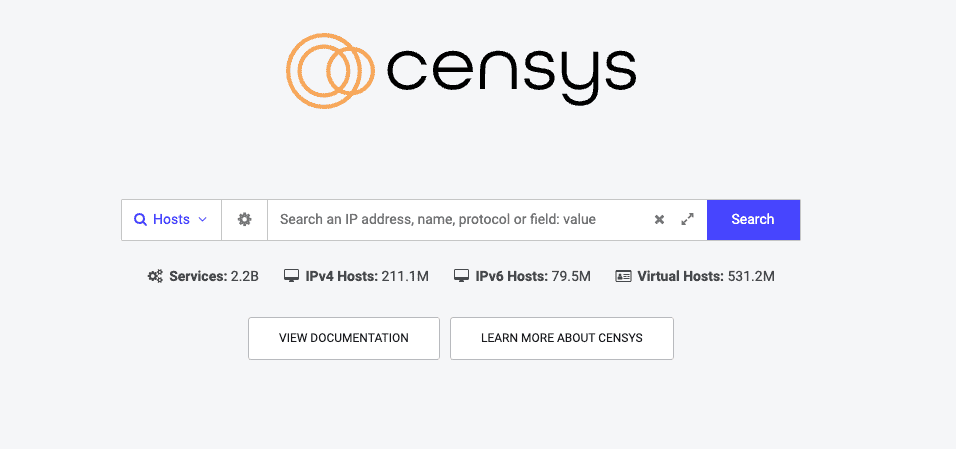 censys
Hosts Search an IP address, name, protocol or field: value Search
Services: 2.2B IPv4 Hosts: 211.1M IPv6 Hosts: 79.5M Virtual Hosts: 531.2M
VIEW DOCUMENTATION LEARN MORE ABOUT CENSYS